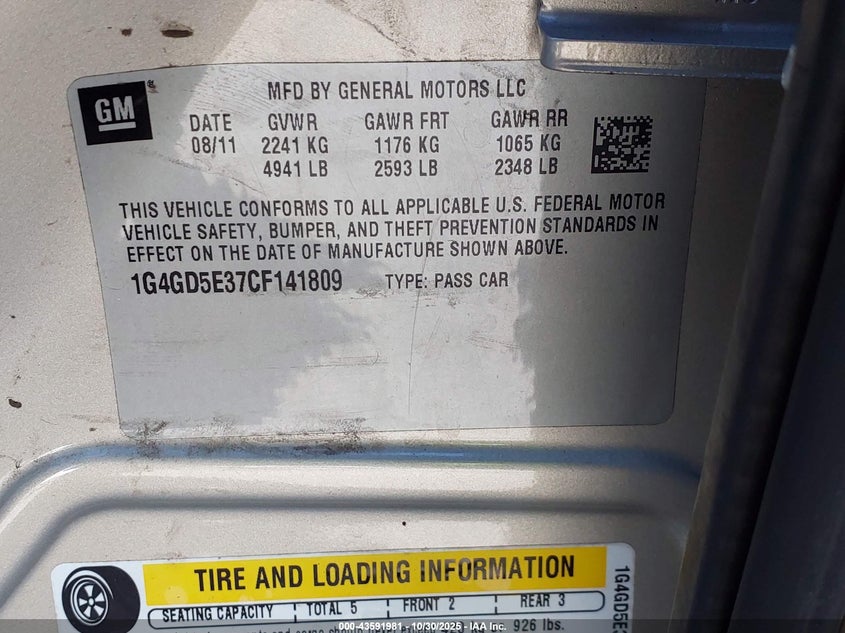 GM
MFD BY GENERAL MOTORS LLC
DATE GVWR GAWR FRT GAWR RR
08/11 2241 KG 1176 KG 1065 KG
4941 LB 2593 LB 2348 LB
THIS VEHICLE CONFORMS TO ALL APPLICABLE U.S. FEDERAL MOTOR
VEHICLE SAFETY, BUMPER, AND THEFT PREVENTION STANDARDS IN
EFFECT ON THE DATE OF MANUFACTURE SHOWN ABOVE.
1G4GD5E37CF141809 TYPE: PASS CAR
TIRE AND LOADING INFORMATION
SEATING CAPACITY TOTAL 5 FRONT 2 REAR 3
926 lbs.
1G4GD5E3
000-43591981 - 10/30/2025 - IAA Inc.